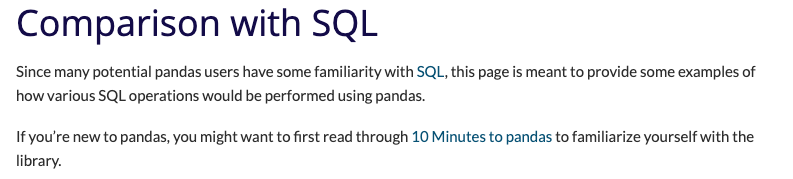 Comparison with SQL
Since many potential pandas users have some familiarity with SQL, this page is meant to provide some examples of
how various SQL operations would be performed using pandas.
If you’re new to pandas, you might want to first read through 10 Minutes to pandas to familiarize yourself with the
library.